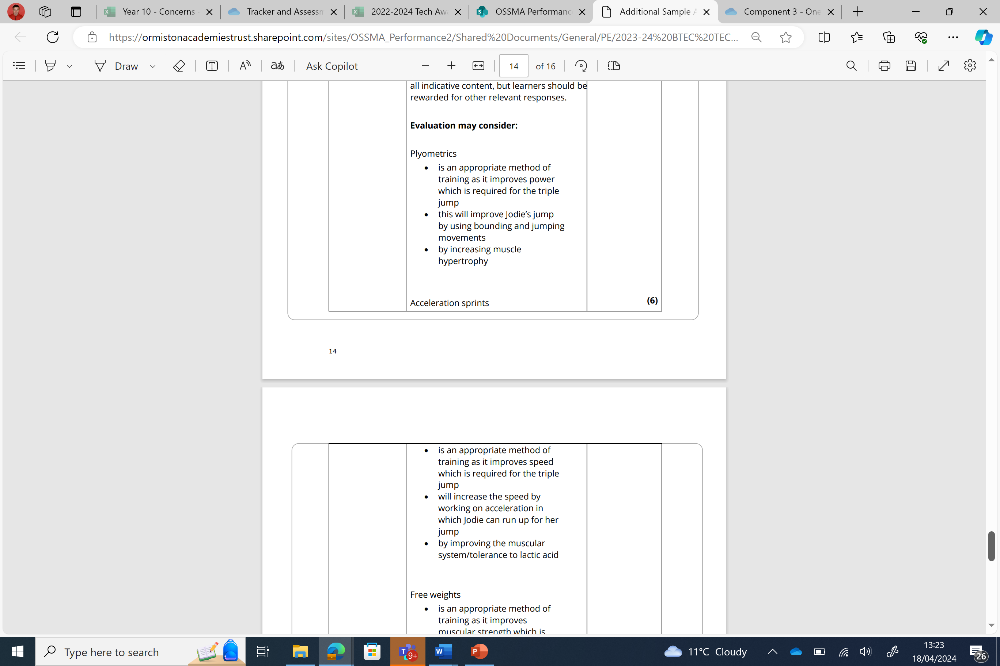 Year 10 - Concerns
Tracker and Assessm
2022-2024 Tech Aw
OSSMA Performanc
Additional Sample A
Component 3 - One
https://ormistonacademiestrust.sharepoint.com/sites/OSSMA_Performance2/Shared%20Documents/General/PE/2023-24%20BTEC%20TEC...
Draw
aあ
Ask Copilot
14
of 16
all indicative content, but learners should be
rewarded for other relevant responses.
Evaluation may consider:
Plyometrics
• is an appropriate method of
training as it improves power
which is required for the triple
jump
• this will improve Jodie’s jump
by using bounding and jumping
movements
• by increasing muscle
hypertrophy
Acceleration sprints
(6)
14
• is an appropriate method of
training as it improves speed
which is required for the triple
jump
• will increase the speed by
working on acceleration in
which Jodie can run up for her
jump
• by improving the muscular
system/tolerance to lactic acid
Free weights
• is an appropriate method of
training as it improves
muscular strength which is
Type here to search
9+
11°C Cloudy
13:23
18/04/2024
26